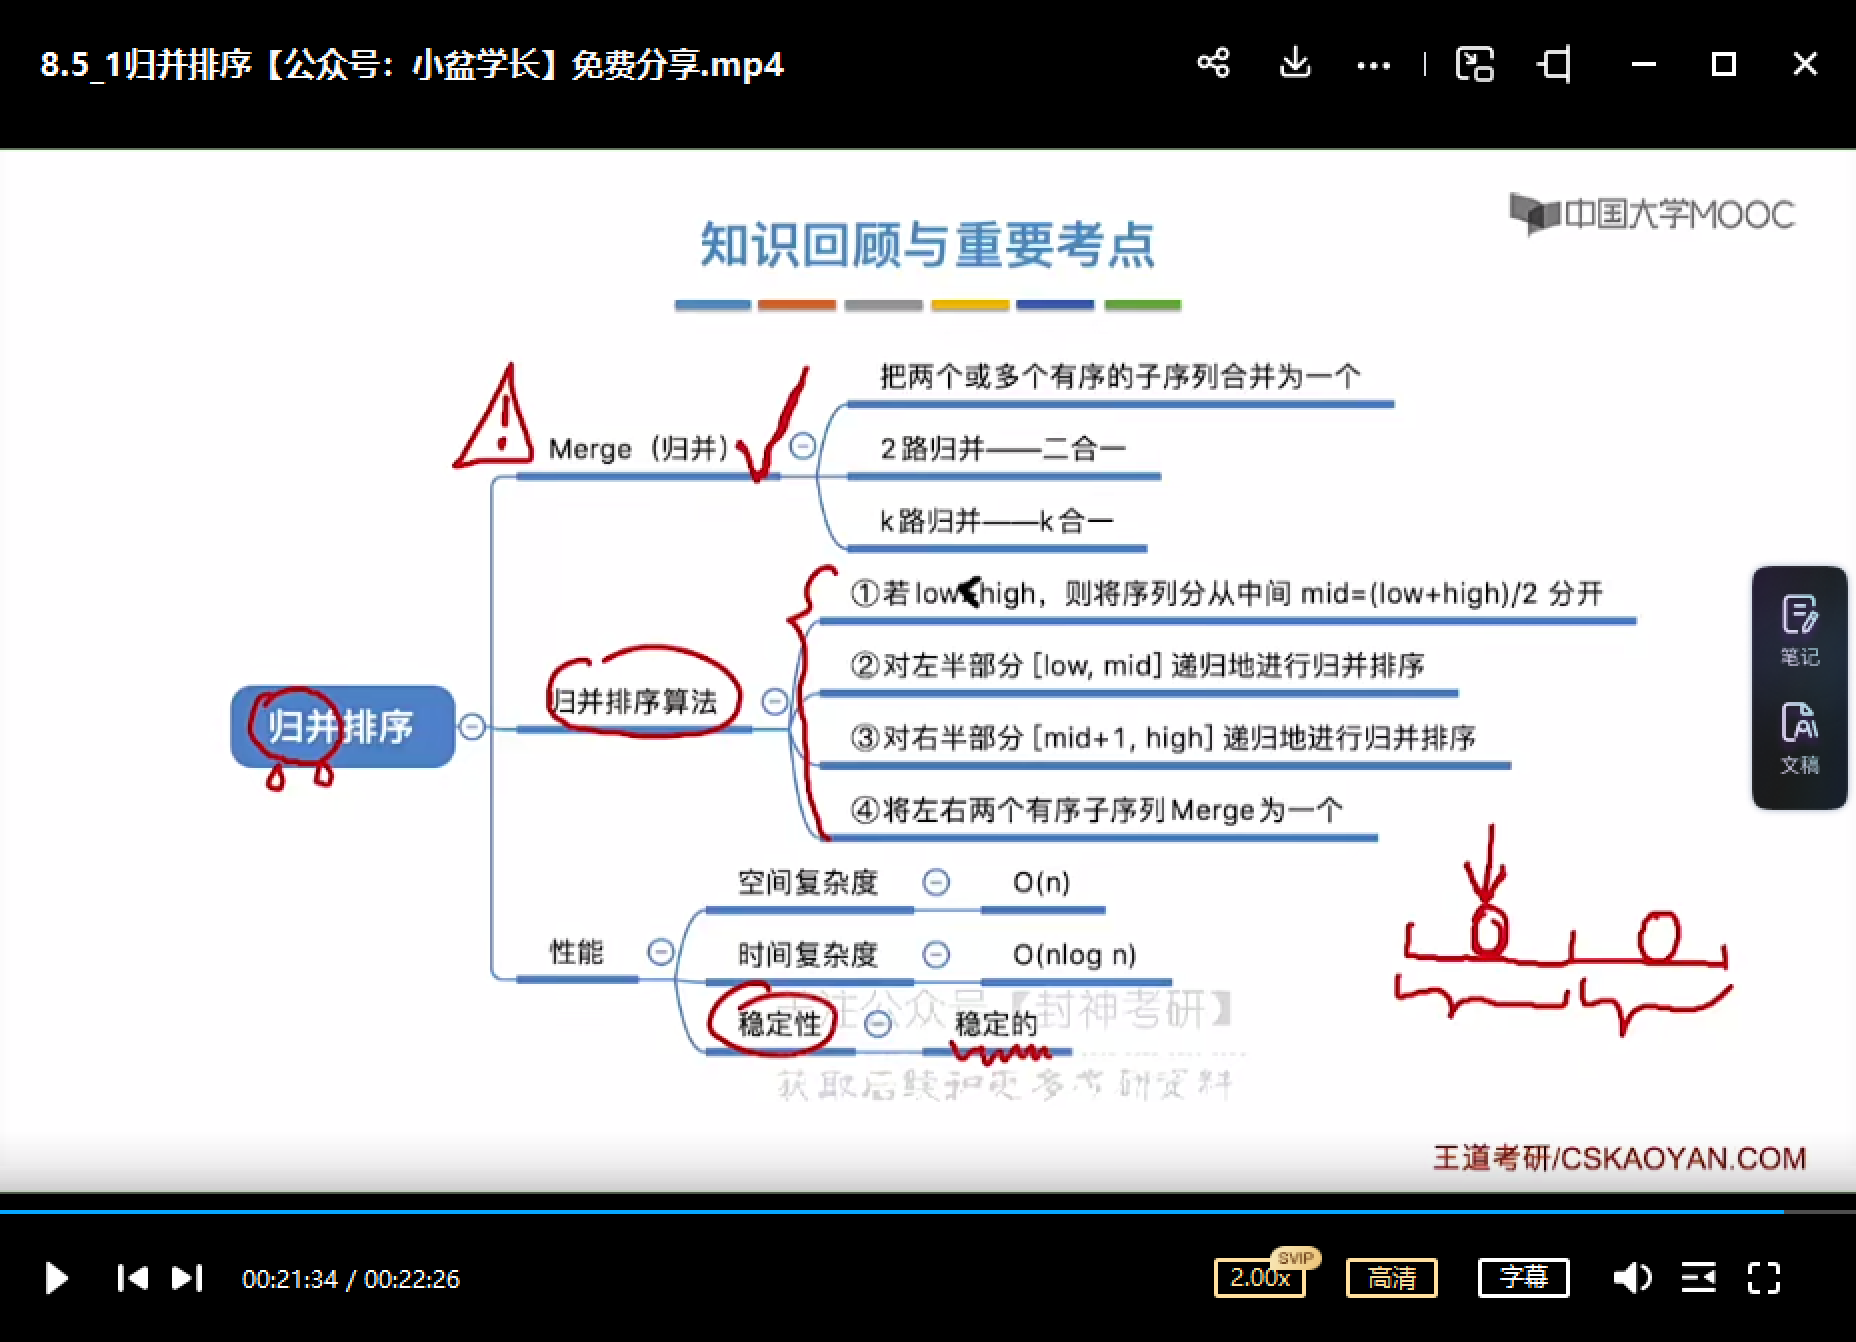 8.5_1归并排序【公众号：小盆学长】免费分享.mp4
中国大学MOOC
知识回顾与重要考点
把两个或多个有序的子序列合并为一个
Merge（归并）
2路归并——二合一
k路归并——k合一
①若low<high，则将序列分从中间 mid=(low+high)/2 分开
②对左半部分 [low, mid] 递归地进行归并排序
归并排序算法
归并排序
③对右半部分 [mid+1, high] 递归地进行归并排序
④将左右两个有序子序列Merge为一个
空间复杂度 O(n)
性能
时间复杂度 O(nlog n)
稳定性 稳定的
注公众号【封神考研】
获取后续和更多考研资料
笔记
文稿
王道考研/CSKAOYAN.COM
00:21:34 / 00:22:26
2.00x
SVIP
高清
字幕